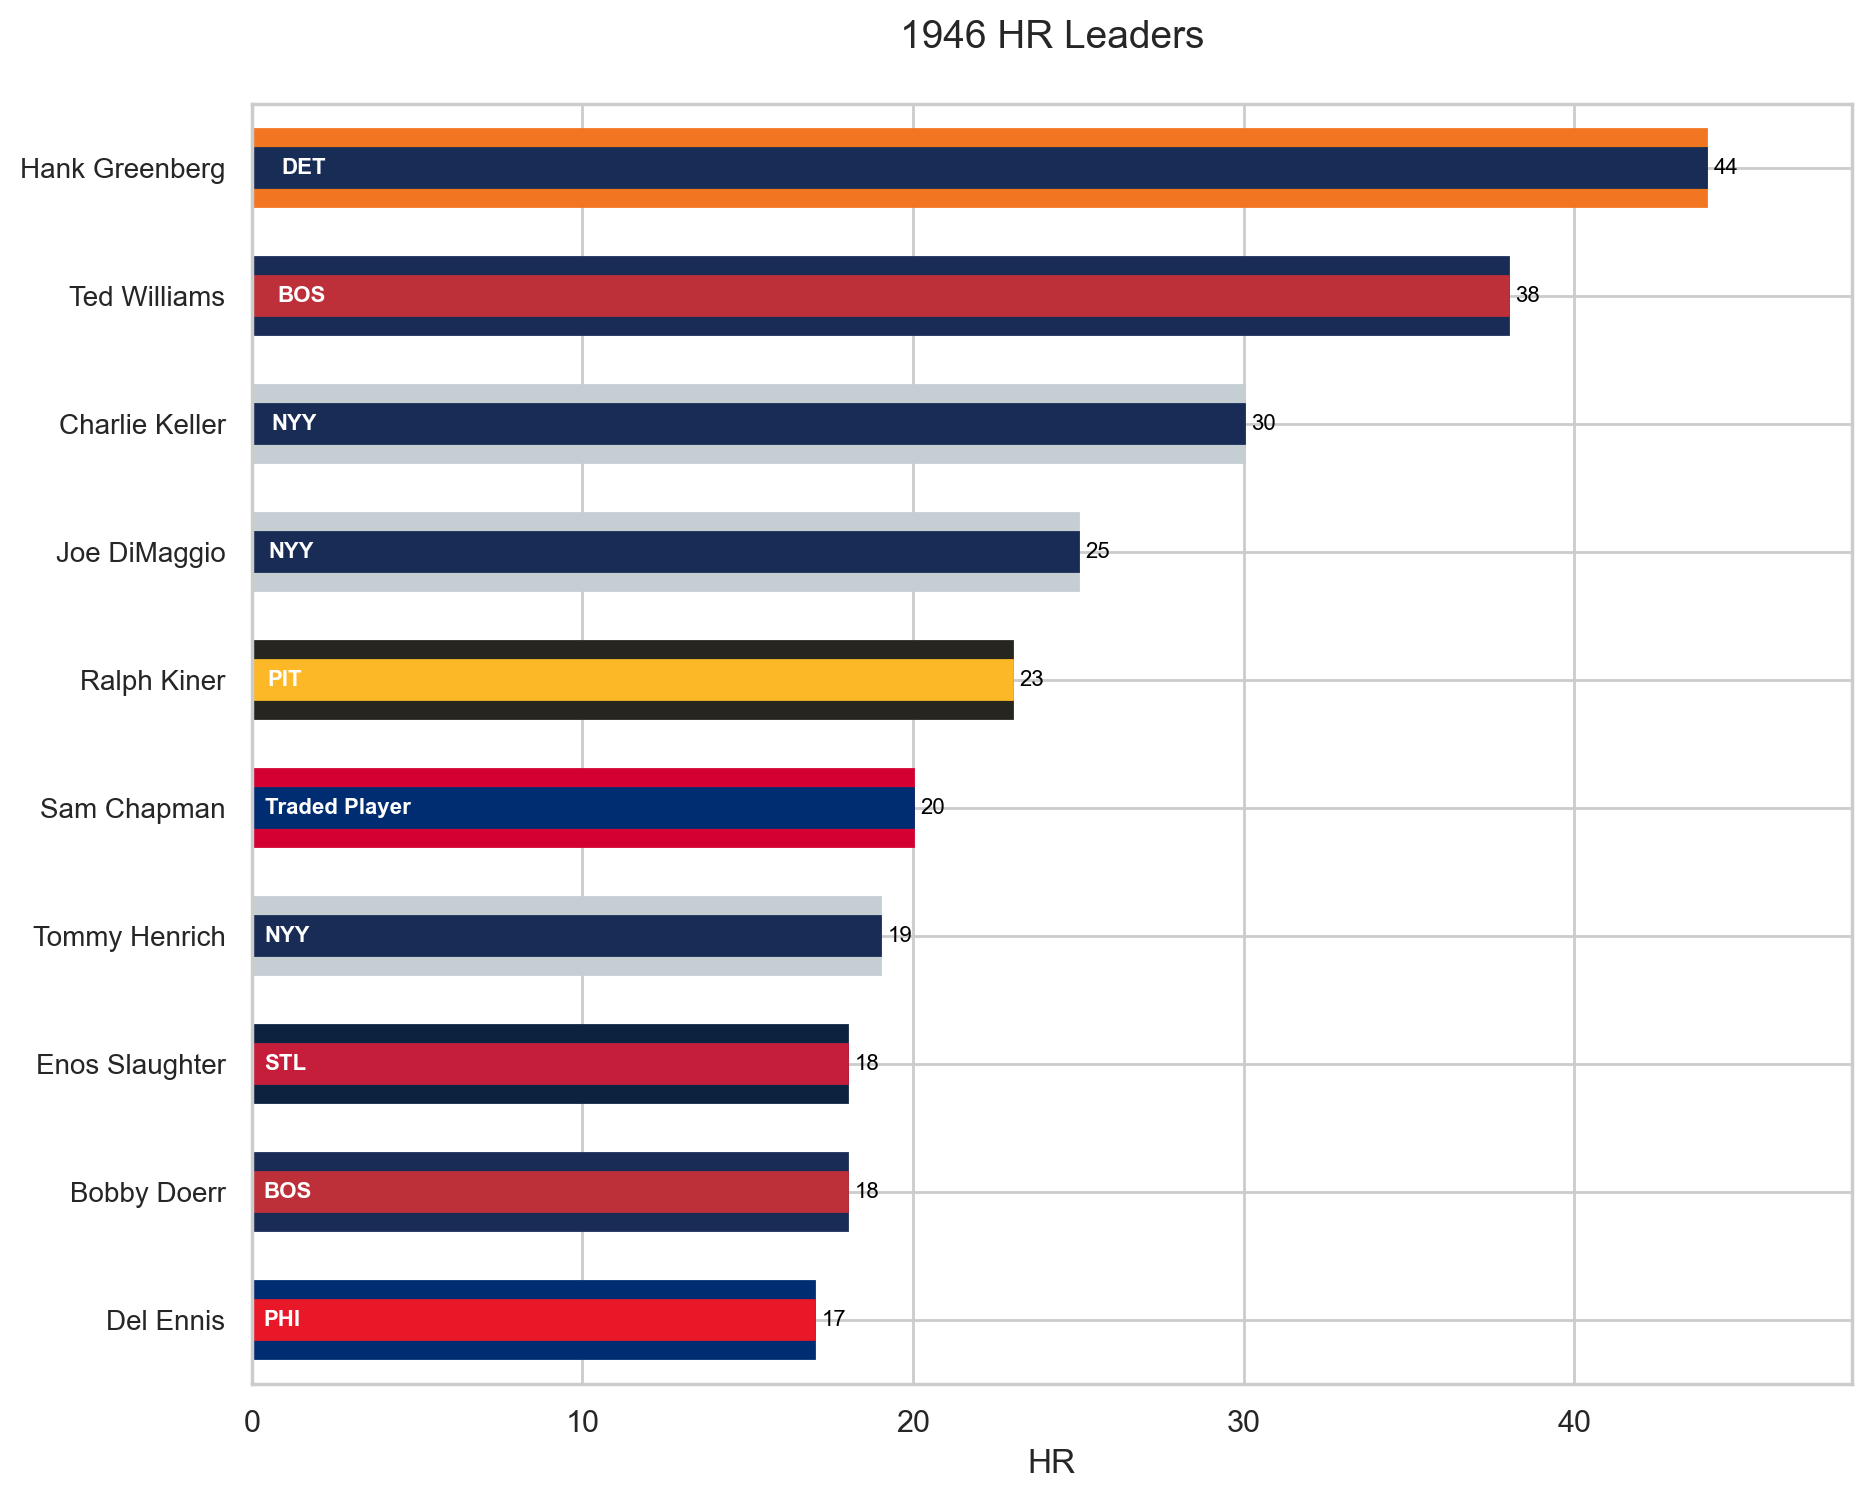 1946 HR Leaders
Hank Greenberg DET 44
Ted Williams BOS 38
Charlie Keller NYY 30
Joe DiMaggio NYY 25
Ralph Kiner PIT 23
Sam Chapman Traded Player 20
Tommy Henrich NYY 19
Enos Slaughter STL 18
Bobby Doerr BOS 18
Del Ennis PHI 17
0 10 20 30 40
HR